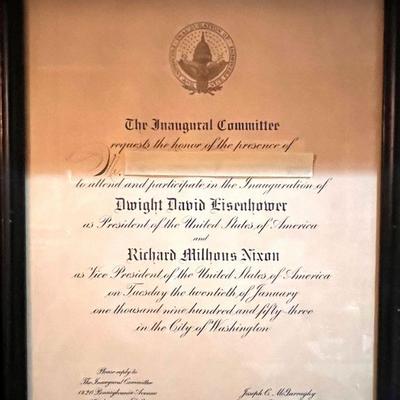 The Inaugural Committee
requests the honor of the presence of
to attend and participate in the Inauguration of
Dwight David Eisenhower
as President of the United States of America
and
Richard Milhous Nixon
as Vice President of the United States of America
on Tuesday the twentieth of January
one thousand nine hundred and fifty-three
in the City of Washington
Please reply to
The Inaugural Committee
1420 Pennsylvania Avenue
Joseph C. McGarraghy